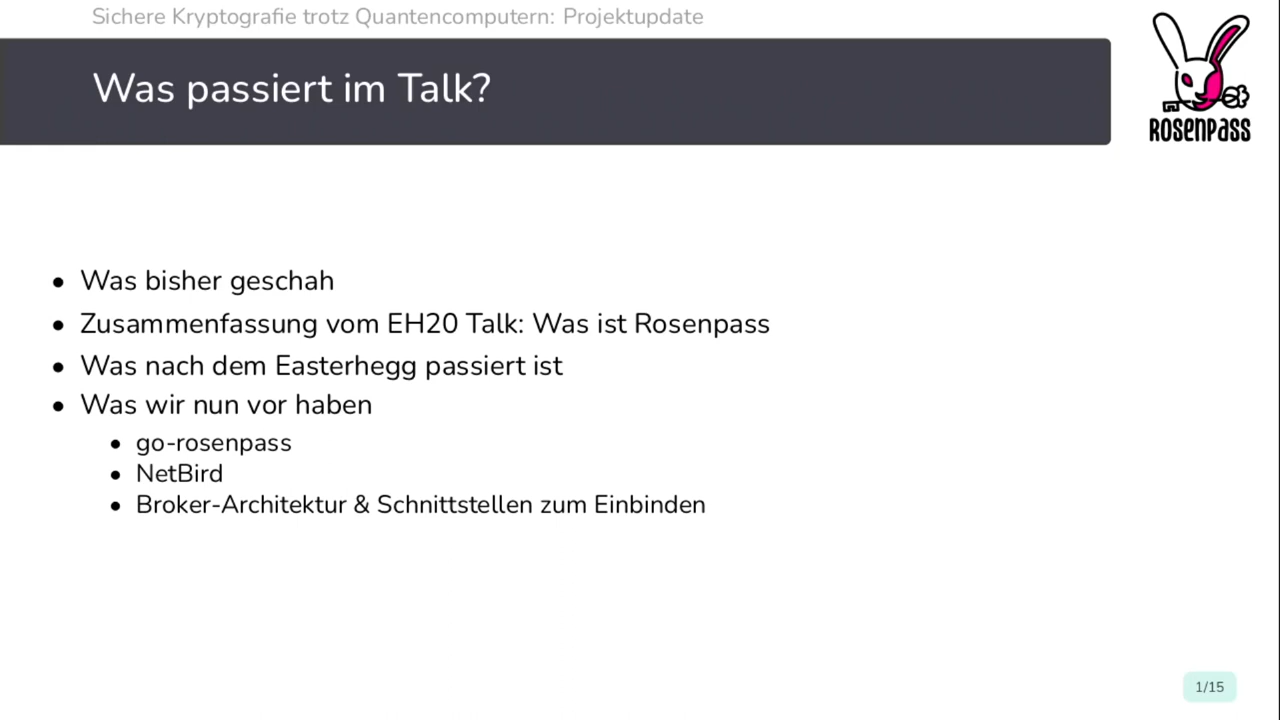 Sichere Kryptografie trotz Quantencomputern: Projektupdate
Was passiert im Talk?
ROSENPASS
• Was bisher geschah
• Zusammenfassung vom EH20 Talk: Was ist Rosenpass
• Was nach dem Easterhegg passiert ist
• Was wir nun vor haben
• go-rosenpass
• NetBird
• Broker-Architektur & Schnittstellen zum Einbinden
1/15